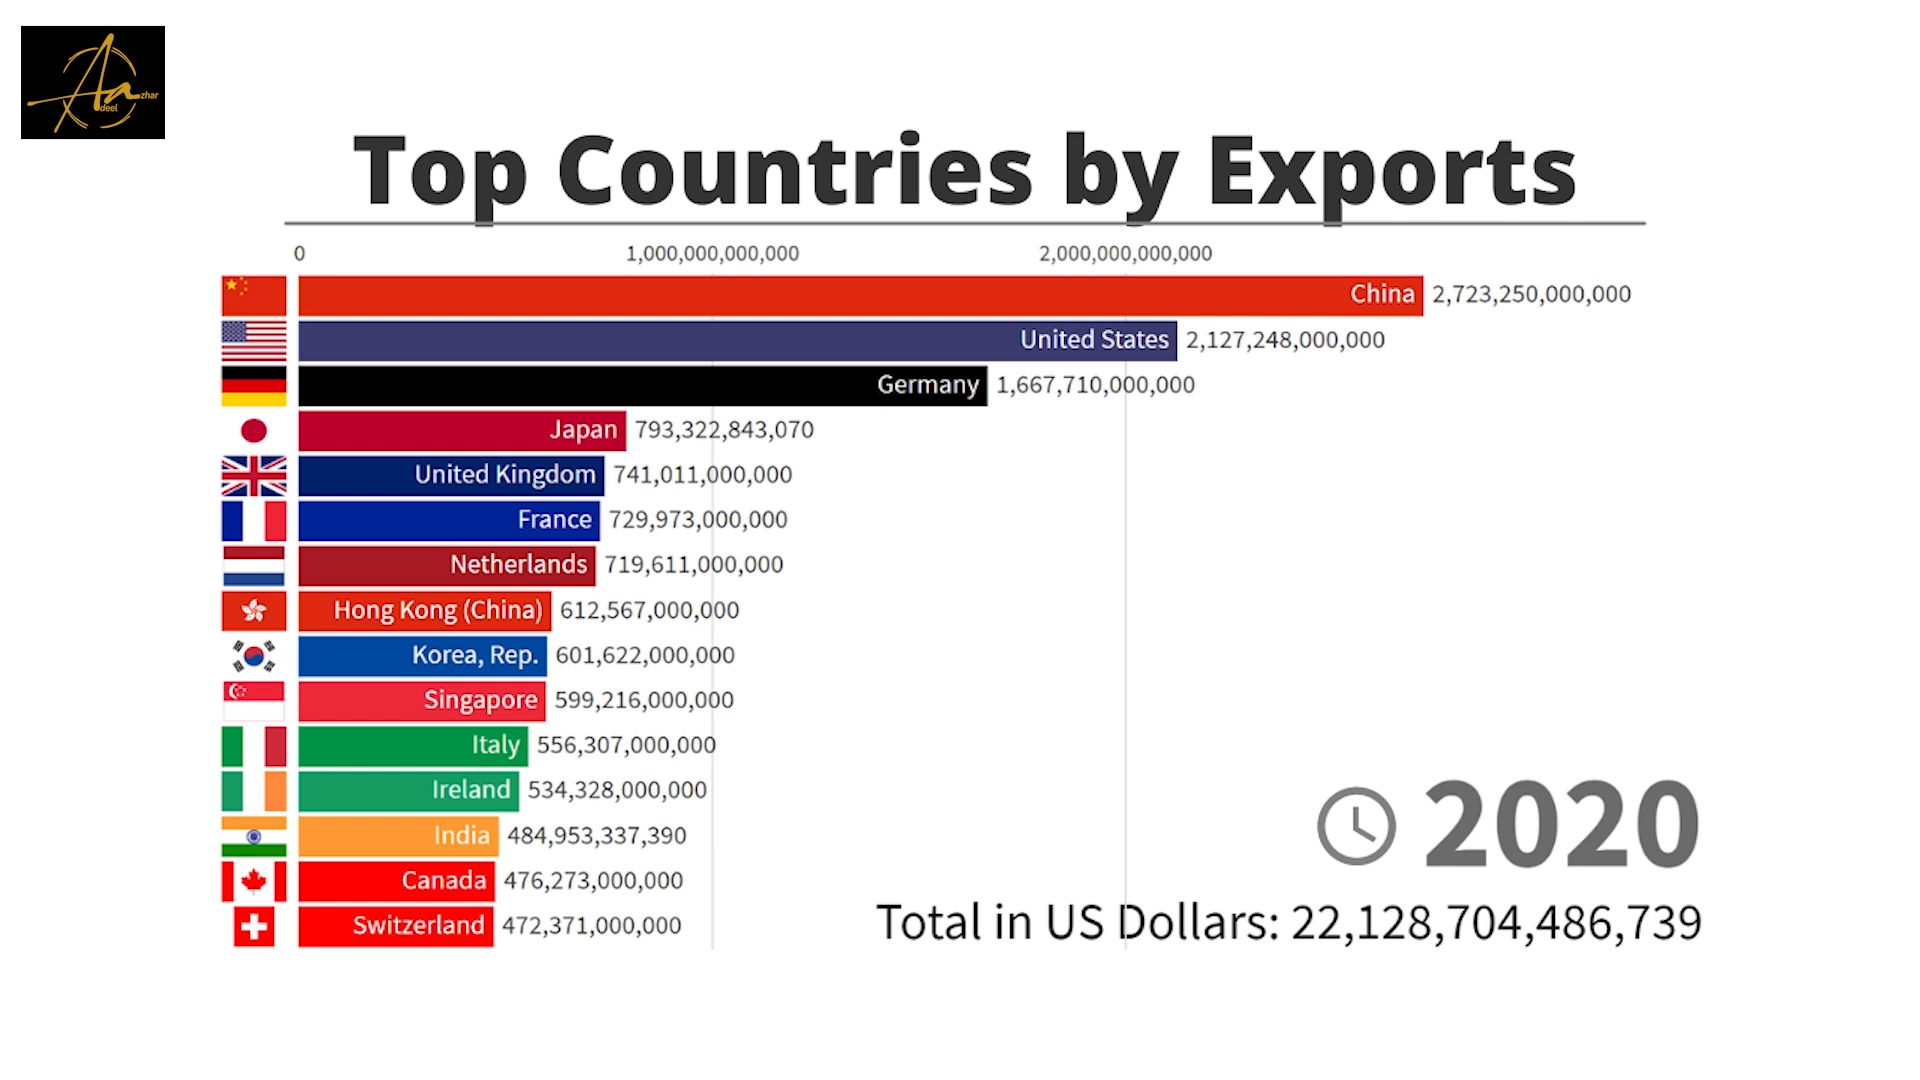 Adeel Azhar
Top Countries by Exports
0 1,000,000,000,000 2,000,000,000,000
China 2,723,250,000,000
United States 2,127,248,000,000
Germany 1,667,710,000,000
Japan 793,322,843,070
United Kingdom 741,011,000,000
France 729,973,000,000
Netherlands 719,611,000,000
Hong Kong (China) 612,567,000,000
Korea, Rep. 601,622,000,000
Singapore 599,216,000,000
Italy 556,307,000,000
Ireland 534,328,000,000
India 484,953,337,390
Canada 476,273,000,000
Switzerland 472,371,000,000
2020
Total in US Dollars: 22,128,704,486,739